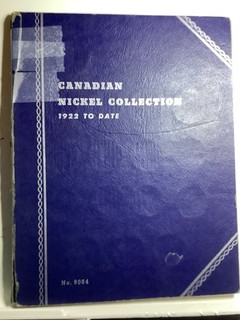 CANADIAN
NICKEL COLLECTION
1922 TO DATE
No. 9064